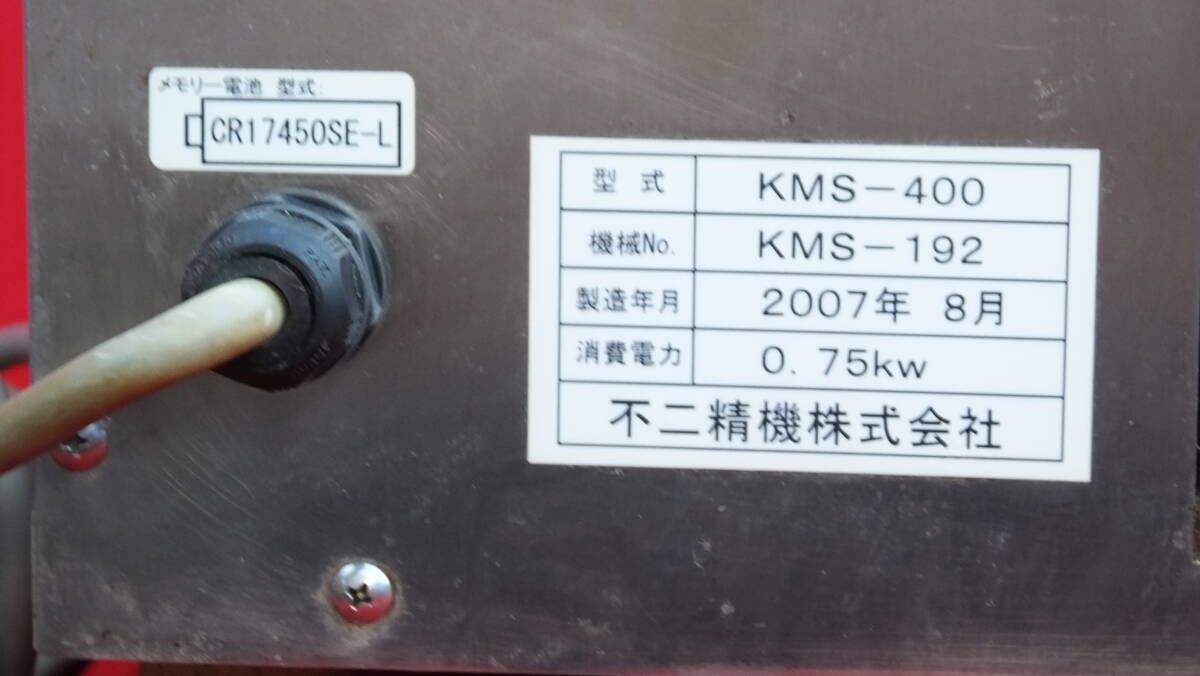 メモリー電池 型式:
CR17450SE-L
型 式 KMS-400
機械No. KMS-192
製造年月 2007年 8月
消費電力 0. 75kw
不二精機株式会社